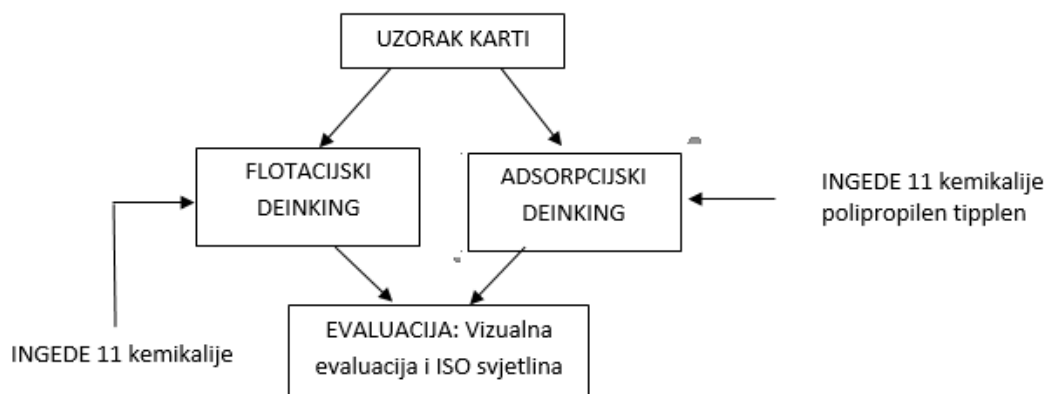 UZORAK KARTI
FLOTACIJSKI
DEINKING
ADSORPCIJSKI
DEINKING
INGEDE 11 kemikalije
polipropilen tipplen
INGEDE 11 kemikalije
EVALUACIJA: Vizualna
evaluacija i ISO svjetlina